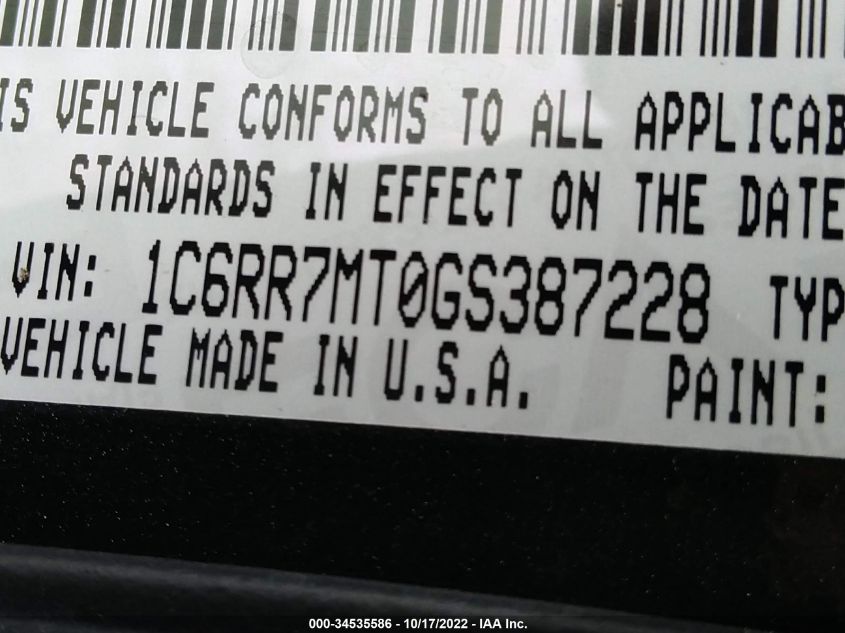 IS VEHICLE CONFORMS TO ALL APPLICAB
STANDARDS IN EFFECT ON THE DATE
VIN: 1C6RR7MT0GS387228 TYP
VEHICLE MADE IN U.S.A. PAINT:
000-34535586 - 10/17/2022 - IAA Inc.